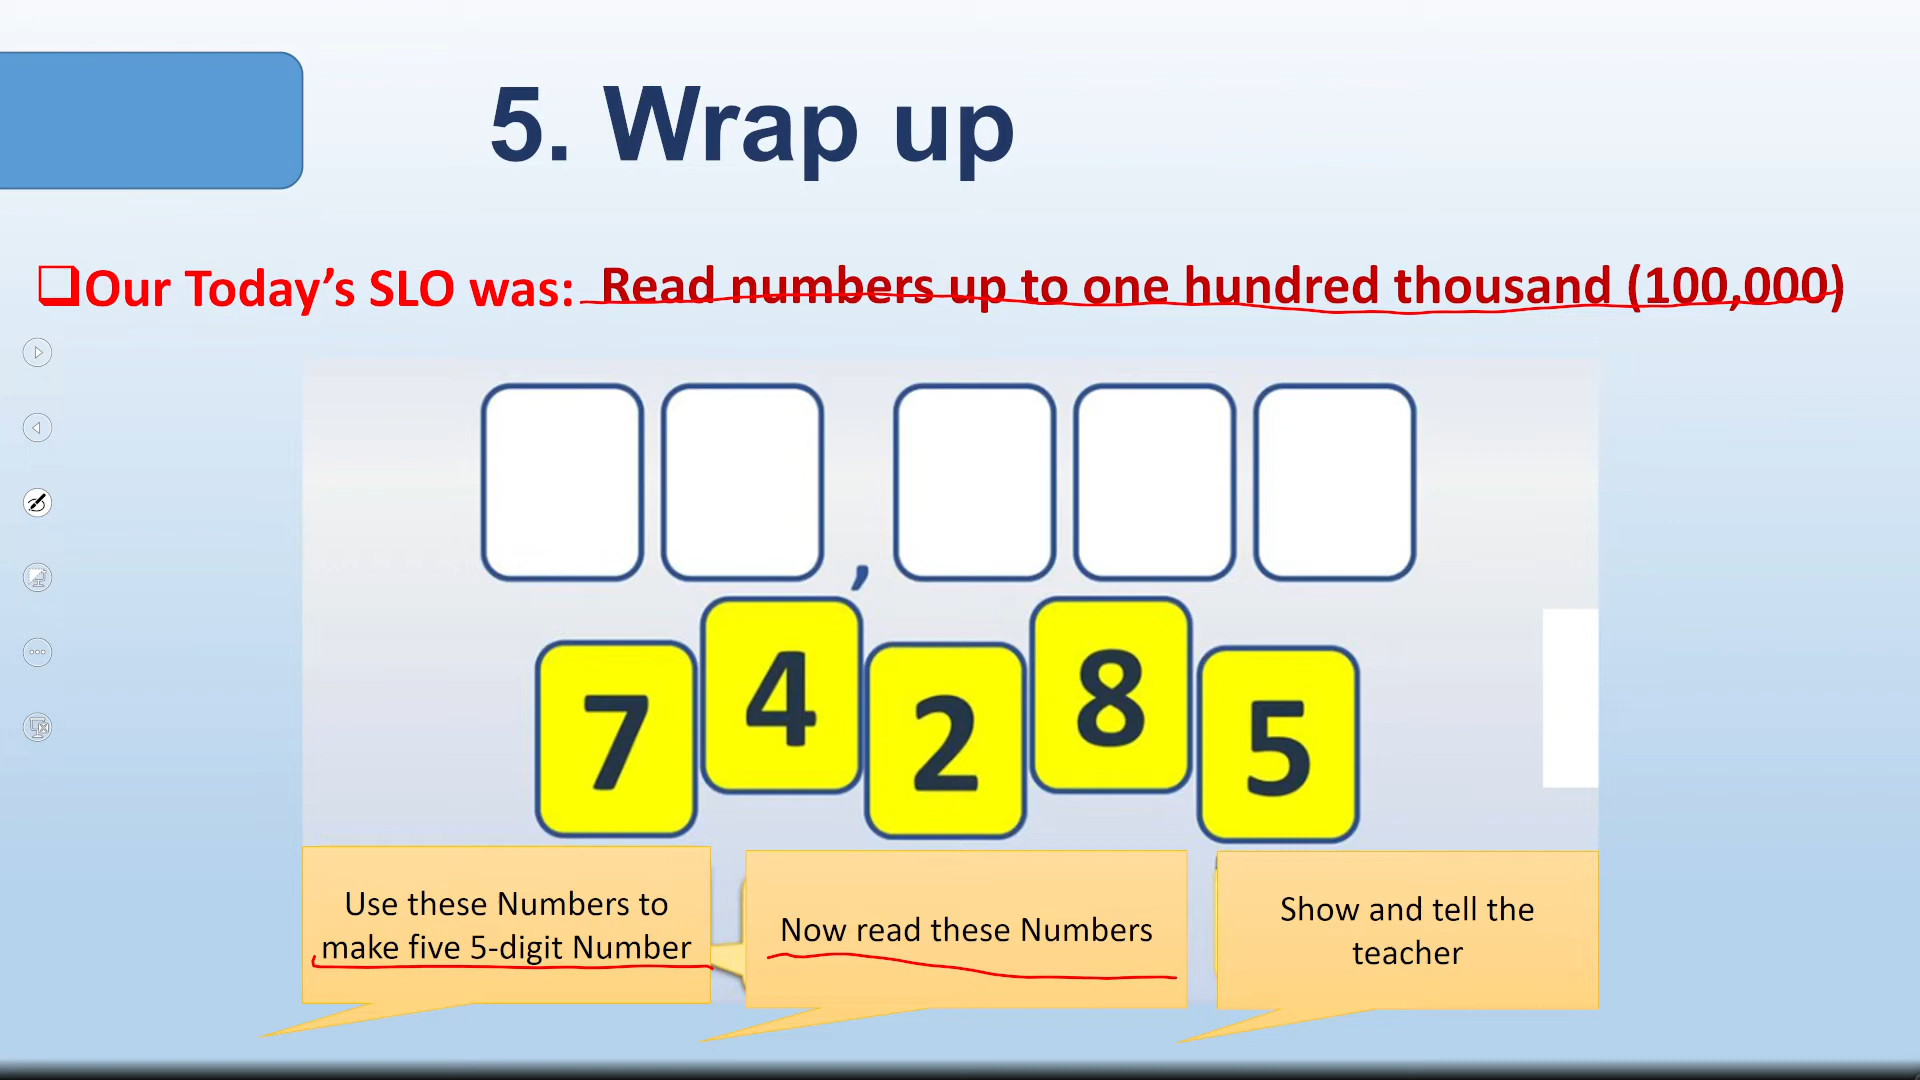 5. Wrap up
❑Our Today’s SLO was: Read numbers up to one hundred thousand (100,000)
,
7 4 2 8 5
Use these Numbers to
make five 5-digit Number
Now read these Numbers
Show and tell the
teacher